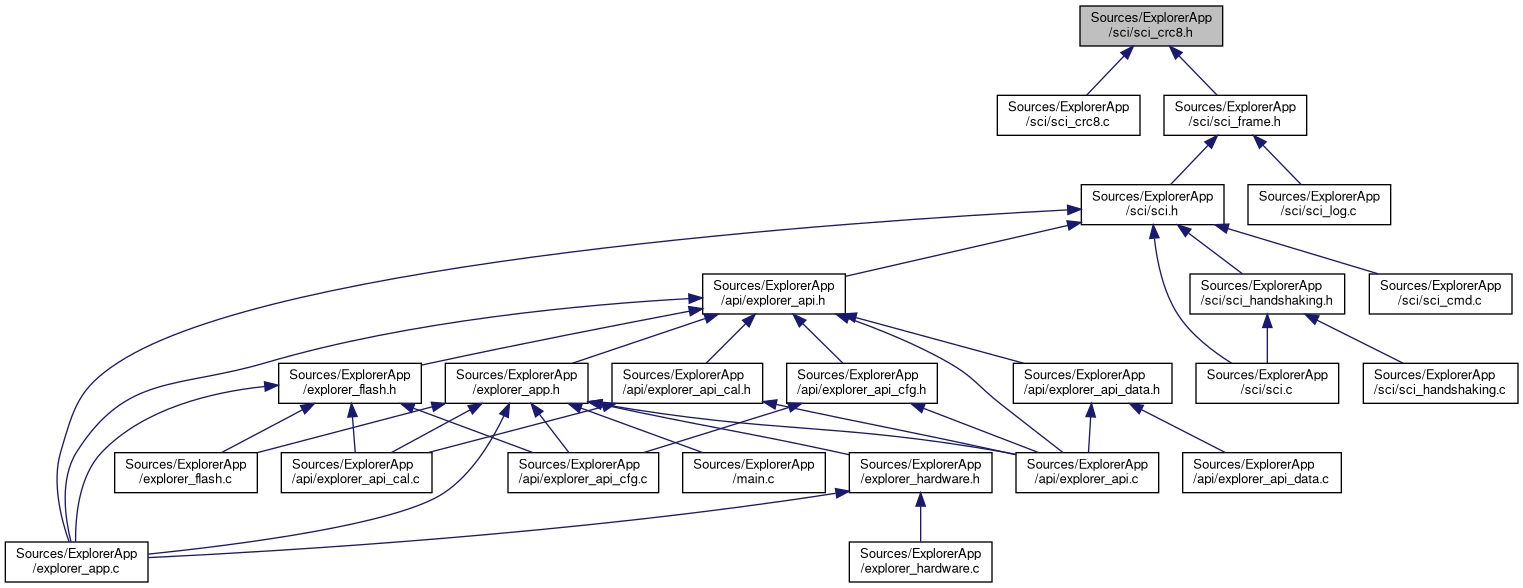 Sources/ExplorerApp
/sci/sci_crc8.h
Sources/ExplorerApp
/sci/sci_crc8.c
Sources/ExplorerApp
/sci/sci_frame.h
Sources/ExplorerApp
/sci/sci.h
Sources/ExplorerApp
/sci/sci_log.c
Sources/ExplorerApp
/api/explorer_api.h
Sources/ExplorerApp
/sci/sci_handshaking.h
Sources/ExplorerApp
/sci/sci_cmd.c
Sources/ExplorerApp
/explorer_flash.h
Sources/ExplorerApp
/explorer_app.h
Sources/ExplorerApp
/api/explorer_api_cal.h
Sources/ExplorerApp
/api/explorer_api_cfg.h
Sources/ExplorerApp
/api/explorer_api_data.h
Sources/ExplorerApp
/sci/sci.c
Sources/ExplorerApp
/sci/sci_handshaking.c
Sources/ExplorerApp
/explorer_flash.c
Sources/ExplorerApp
/api/explorer_api_cal.c
Sources/ExplorerApp
/api/explorer_api_cfg.c
Sources/ExplorerApp
/main.c
Sources/ExplorerApp
/explorer_hardware.h
Sources/ExplorerApp
/api/explorer_api.c
Sources/ExplorerApp
/api/explorer_api_data.c
Sources/ExplorerApp
/explorer_app.c
Sources/ExplorerApp
/explorer_hardware.c